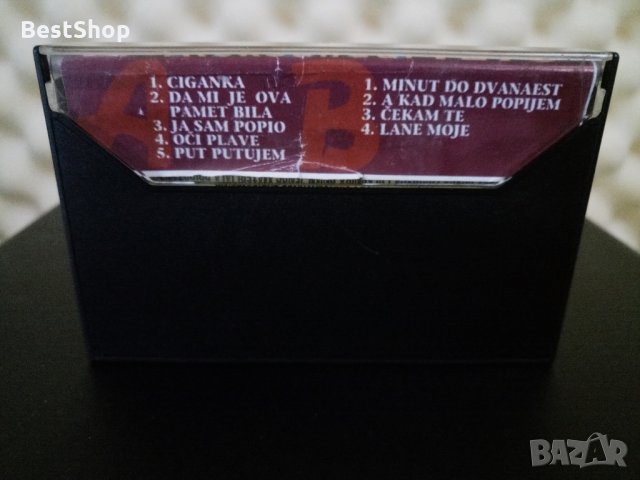 BestShop
A
1. CIGANKA
2. DA MI JE OVA
PAMET BILA
3. JA SAM POPIO
4. OČI PLAVE
5. PUT PUTUJEM
B
1. MINUT DO DVANAEST
2. A KAD MALO POPIJEM
3. ČEKAM TE
4. LANE MOJE
BAZAR